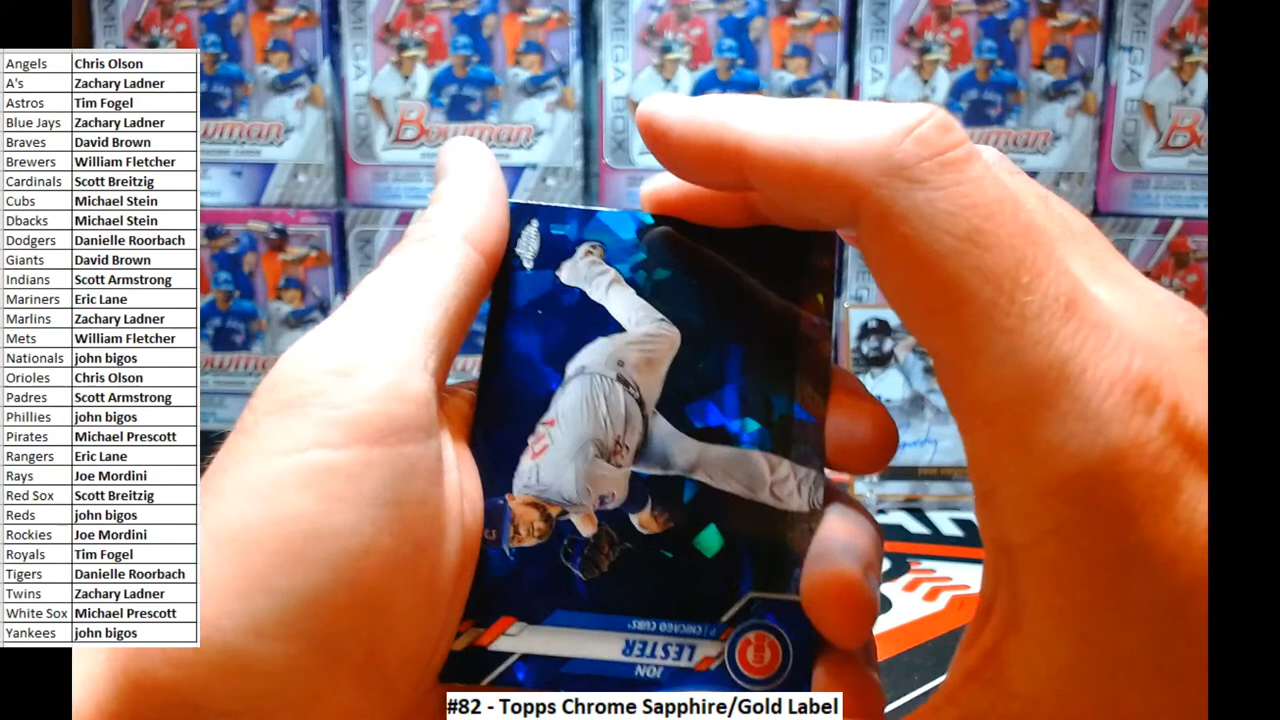 Angels Chris Olson
A's Zachary Ladner
Astros Tim Fogel
Blue Jays Zachary Ladner
Braves David Brown
Brewers William Fletcher
Cardinals Scott Breitzig
Cubs Michael Stein
Dbacks Michael Stein
Dodgers Danielle Roorbach
Giants David Brown
Indians Scott Armstrong
Mariners Eric Lane
Marlins Zachary Ladner
Mets William Fletcher
Nationals john bigos
Orioles Chris Olson
Padres Scott Armstrong
Phillies john bigos
Pirates Michael Prescott
Rangers Eric Lane
Rays Joe Mordini
Red Sox Scott Breitzig
Reds john bigos
Rockies Joe Mordini
Royals Tim Fogel
Tigers Danielle Roorbach
Twins Zachary Ladner
White Sox Michael Prescott
Yankees john bigos
MEGA BOX
Bowman
MEGA BOX
Bowman
JON
LESTER
P | CHICAGO CUBS
#82 - Topps Chrome Sapphire/Gold Label